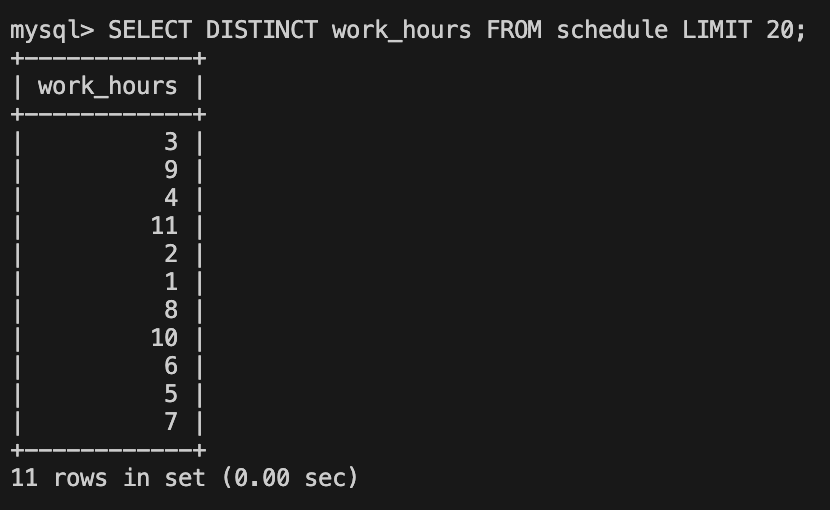 mysql> SELECT DISTINCT work_hours FROM schedule LIMIT 20;
+------------+
| work_hours |
+------------+
|          3 |
|          9 |
|          4 |
|         11 |
|          2 |
|          1 |
|          8 |
|         10 |
|          6 |
|          5 |
|          7 |
+------------+
11 rows in set (0.00 sec)